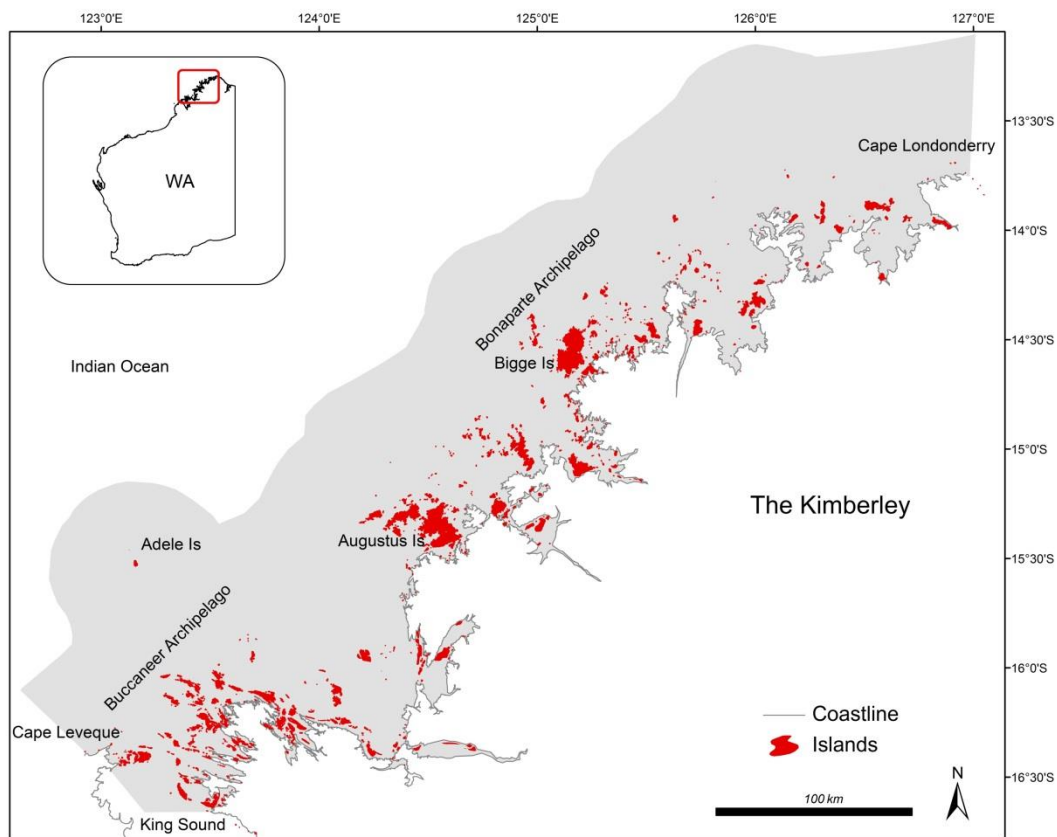 123°0'E
124°0'E
125°0'E
126°0'E
127°0'E
WA
13°30'S
Cape Londonderry
14°0'S
Bonaparte Archipelago
14°30'S
Bigge Is
Indian Ocean
15°0'S
The Kimberley
Augustus Is
Adele Is
15°30'S
Buccaneer Archipelago
16°0'S
Cape Leveque
Coastline
Islands
N
16°30'S
100 km
King Sound